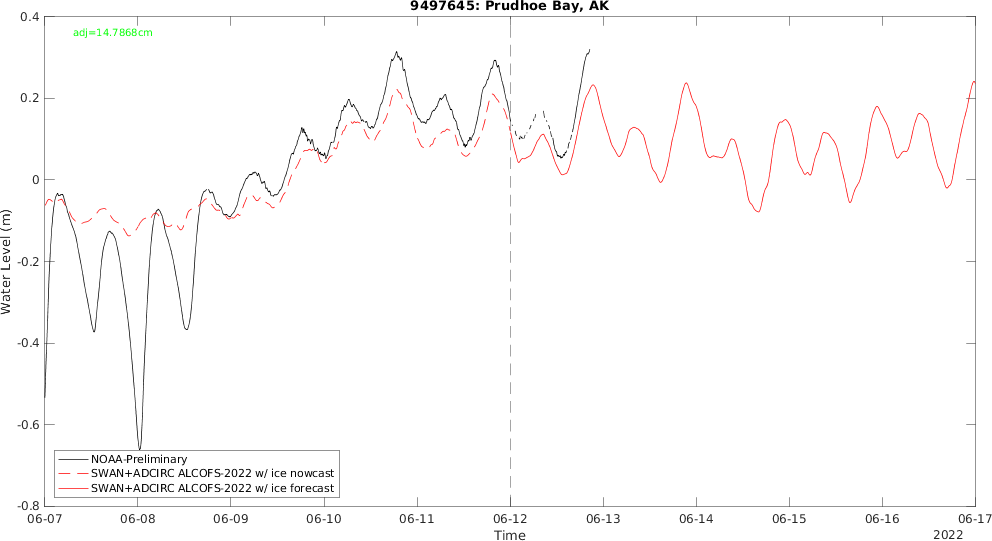 9497645: Prudhoe Bay, AK
adj=14.7868cm
0.4
0.2
0
-0.2
-0.4
-0.6
-0.8
Water Level (m)
NOAA-Preliminary
SWAN+ADCIRC ALCOFS-2022 w/ ice nowcast
SWAN+ADCIRC ALCOFS-2022 w/ ice forecast
06-07 06-08 06-09 06-10 06-11 06-12 06-13 06-14 06-15 06-16 06-17
Time
2022